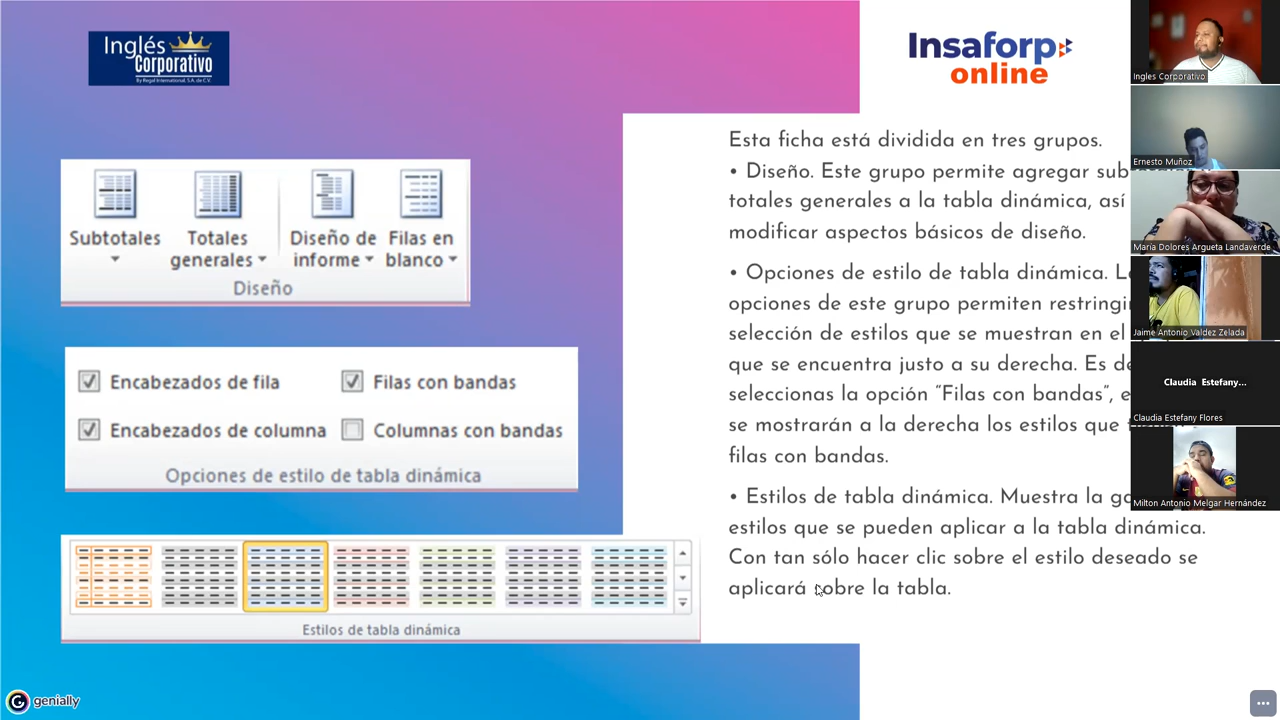 Inglés
Corporativo
By Regal International, S.A. de C.V.
Insaforp
online
Subtotales
Totales
generales
Diseño de
informe
Filas en
blanco
Diseño
Encabezados de fila
Filas con bandas
Encabezados de columna
Columnas con bandas
Opciones de estilo de tabla dinámica
Estilos de tabla dinámica
Esta ficha está dividida en tres grupos.
• Diseño. Este grupo permite agregar sub
totales generales a la tabla dinámica, así
modificar aspectos básicos de diseño.
• Opciones de estilo de tabla dinámica. L
opciones de este grupo permiten restringi
selección de estilos que se muestran en el
que se encuentra justo a su derecha. Es de
seleccionas la opción “Filas con bandas”, e
se mostrarán a la derecha los estilos que
filas con bandas.
• Estilos de tabla dinámica. Muestra la ga
estilos que se pueden aplicar a la tabla dinámica.
Con tan sólo hacer clic sobre el estilo deseado se
aplicará sobre la tabla.
Ingles Corporativo
Ernesto Muñoz
María Dolores Argueta Landaverde
Jaime Antonio Valdez Zelada
Claudia Estefany...
Claudia Estefany Flores
Milton Antonio Melgar Hernández
genially